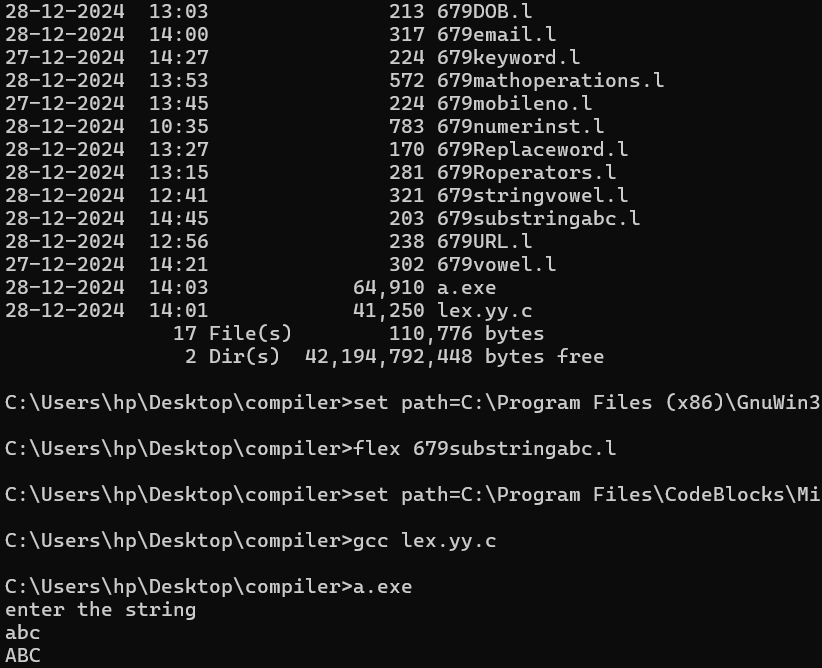 28-12-2024  13:03               213 679DOB.l
28-12-2024  14:00               317 679email.l
27-12-2024  14:27               224 679keyword.l
28-12-2024  13:53               572 679mathoperations.l
27-12-2024  13:45               224 679mobileno.l
28-12-2024  10:35               783 679numerinst.l
28-12-2024  13:27               170 679Replaceword.l
28-12-2024  13:15               281 679Roperators.l
28-12-2024  12:41               321 679stringvowel.l
28-12-2024  14:45               203 679substringabc.l
28-12-2024  12:56               238 679URL.l
27-12-2024  14:21               302 679vowel.l
28-12-2024  14:03            64,910 a.exe
28-12-2024  14:01            41,250 lex.yy.c
              17 File(s)        110,776 bytes
               2 Dir(s)  42,194,792,448 bytes free
C:\Users\hp\Desktop\compiler>set path=C:\Program Files (x86)\GnuWin3
C:\Users\hp\Desktop\compiler>flex 679substringabc.l
C:\Users\hp\Desktop\compiler>set path=C:\Program Files\CodeBlocks\Mi
C:\Users\hp\Desktop\compiler>gcc lex.yy.c
C:\Users\hp\Desktop\compiler>a.exe
enter the string
abc
ABC